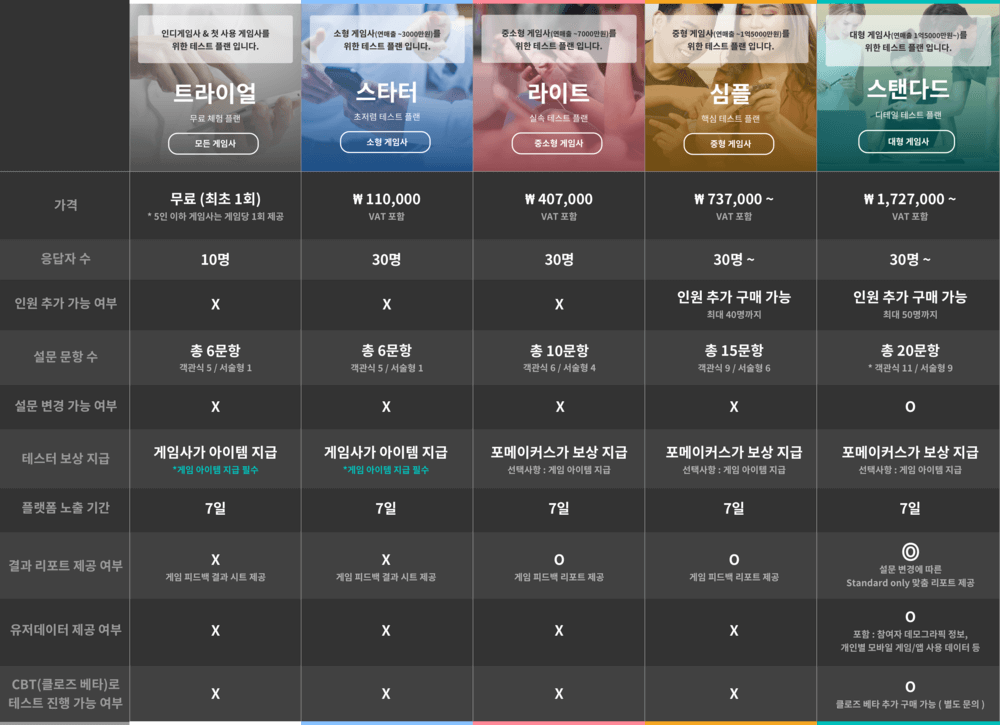 인디게임사 & 첫 사용 게임사를
위한 테스트 플랜 입니다.
트라이얼
무료 체험 플랜
모든 게임사
소형 게임사(연매출 ~3000만원)를
위한 테스트 플랜 입니다.
스타터
초저렴 테스트 플랜
소형 게임사
중소형 게임사(연매출 ~7000만원)를
위한 테스트 플랜 입니다.
라이트
실속 테스트 플랜
중소형 게임사
중형 게임사(연매출 ~1억5000만원)를
위한 테스트 플랜 입니다.
심플
핵심 테스트 플랜
중형 게임사
대형 게임사(연매출 1억5000만원~)를
위한 테스트 플랜 입니다.
스탠다드
디테일 테스트 플랜
대형 게임사
가격
무료 (최초 1회)
* 5인 이하 게임사는 게임당 1회 제공
₩ 110,000
VAT 포함
₩ 407,000
VAT 포함
₩ 737,000 ~
VAT 포함
₩ 1,727,000 ~
VAT 포함
응답자 수
10명
30명
30명
30명 ~
30명 ~
인원 추가 가능 여부
X
X
X
인원 추가 구매 가능
최대 40명까지
인원 추가 구매 가능
최대 50명까지
설문 문항 수
총 6문항
객관식 5 / 서술형 1
총 6문항
객관식 5 / 서술형 1
총 10문항
객관식 6 / 서술형 4
총 15문항
객관식 9 / 서술형 6
총 20문항
* 객관식 11 / 서술형 9
설문 변경 가능 여부
X
X
X
X
O
테스터 보상 지급
게임사가 아이템 지급
*게임 아이템 지급 필수
게임사가 아이템 지급
*게임 아이템 지급 필수
포메이커스가 보상 지급
선택사항 : 게임 아이템 지급
포메이커스가 보상 지급
선택사항 : 게임 아이템 지급
포메이커스가 보상 지급
선택사항 : 게임 아이템 지급
플랫폼 노출 기간
7일
7일
7일
7일
7일
결과 리포트 제공 여부
X
게임 피드백 결과 시트 제공
X
게임 피드백 결과 시트 제공
O
게임 피드백 리포트 제공
O
게임 피드백 리포트 제공
◎
설문 변경에 따른
Standard only 맞춤 리포트 제공
유저데이터 제공 여부
X
X
X
X
O
포함 : 참여자 데모그라픽 정보,
개인별 모바일 게임/앱 사용 데이터 등
CBT(클로즈 베타)로
테스트 진행 가능 여부
X
X
X
X
O
클로즈 베타 추가 구매 가능 ( 별도 문의 )